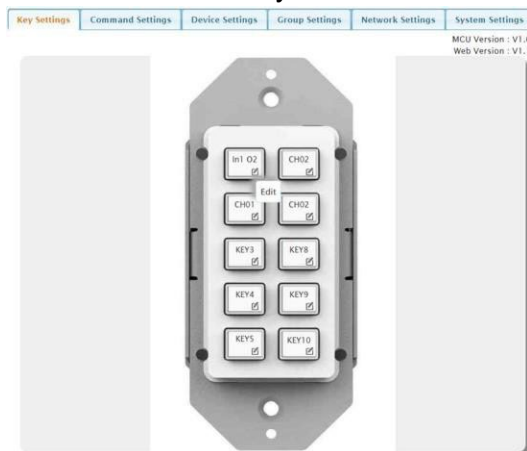 Key Settings Command Settings Device Settings Group Settings Network Settings System Settings
MCU Version : V1.
Web Version : V1.
In1 O2 CH02
Edit
CH01 CH02
KEY3 KEY8
KEY4 KEY9
KEY5 KEY10